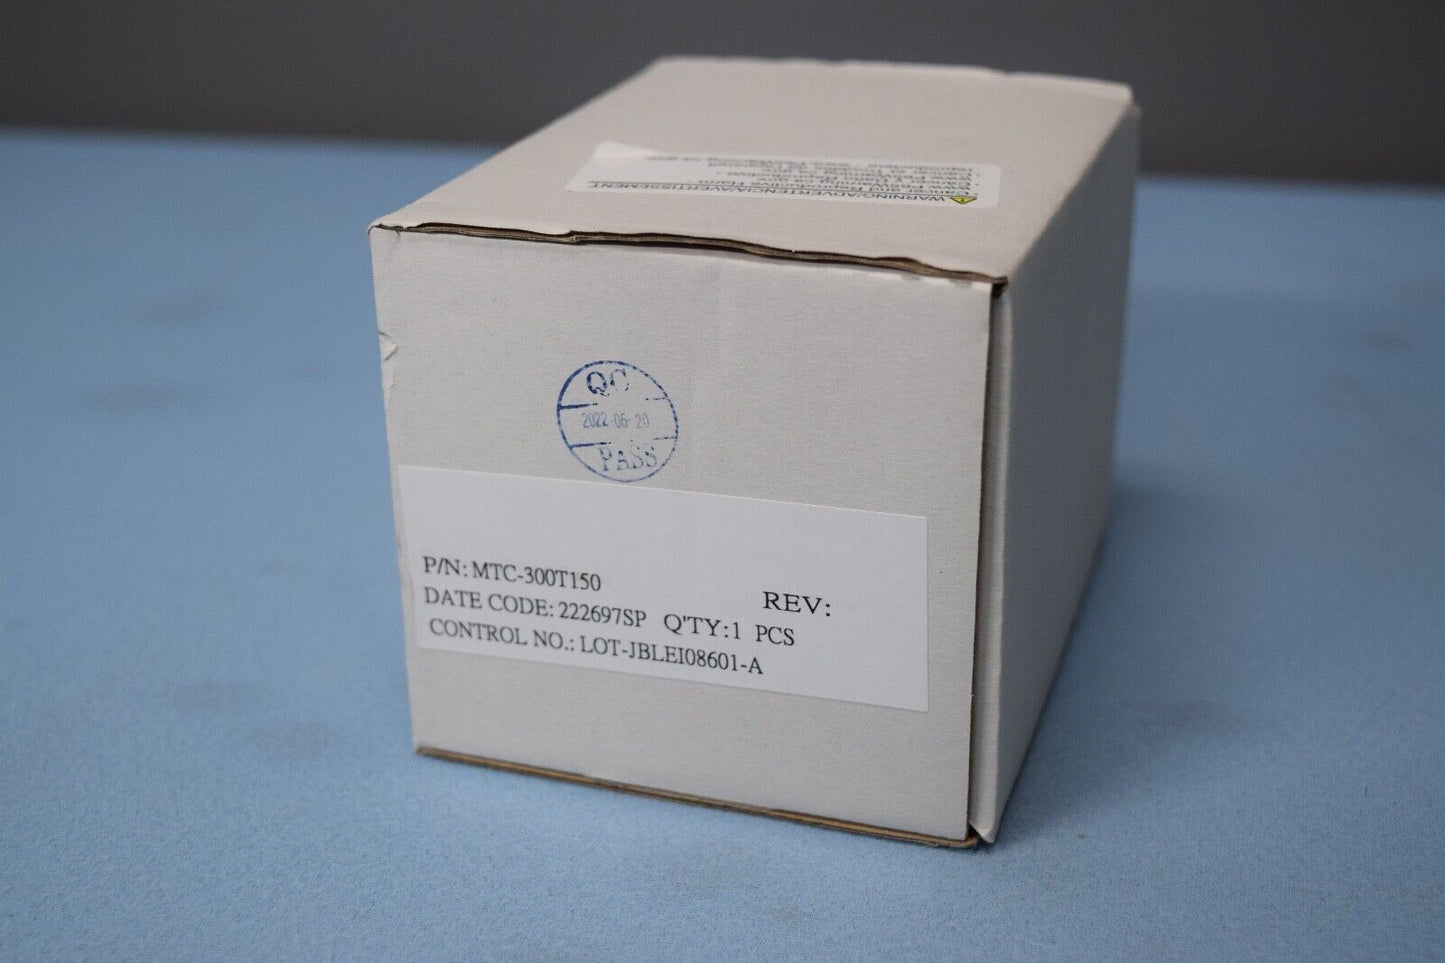 WARNING/ADVERTENCIA/AVERTISSEMENT
QC
2022-06-20
PASS
P/N: MTC-300T150
REV:
DATE CODE: 222697SP Q'TY:1 PCS
CONTROL NO.: LOT-JBLEI08601-A